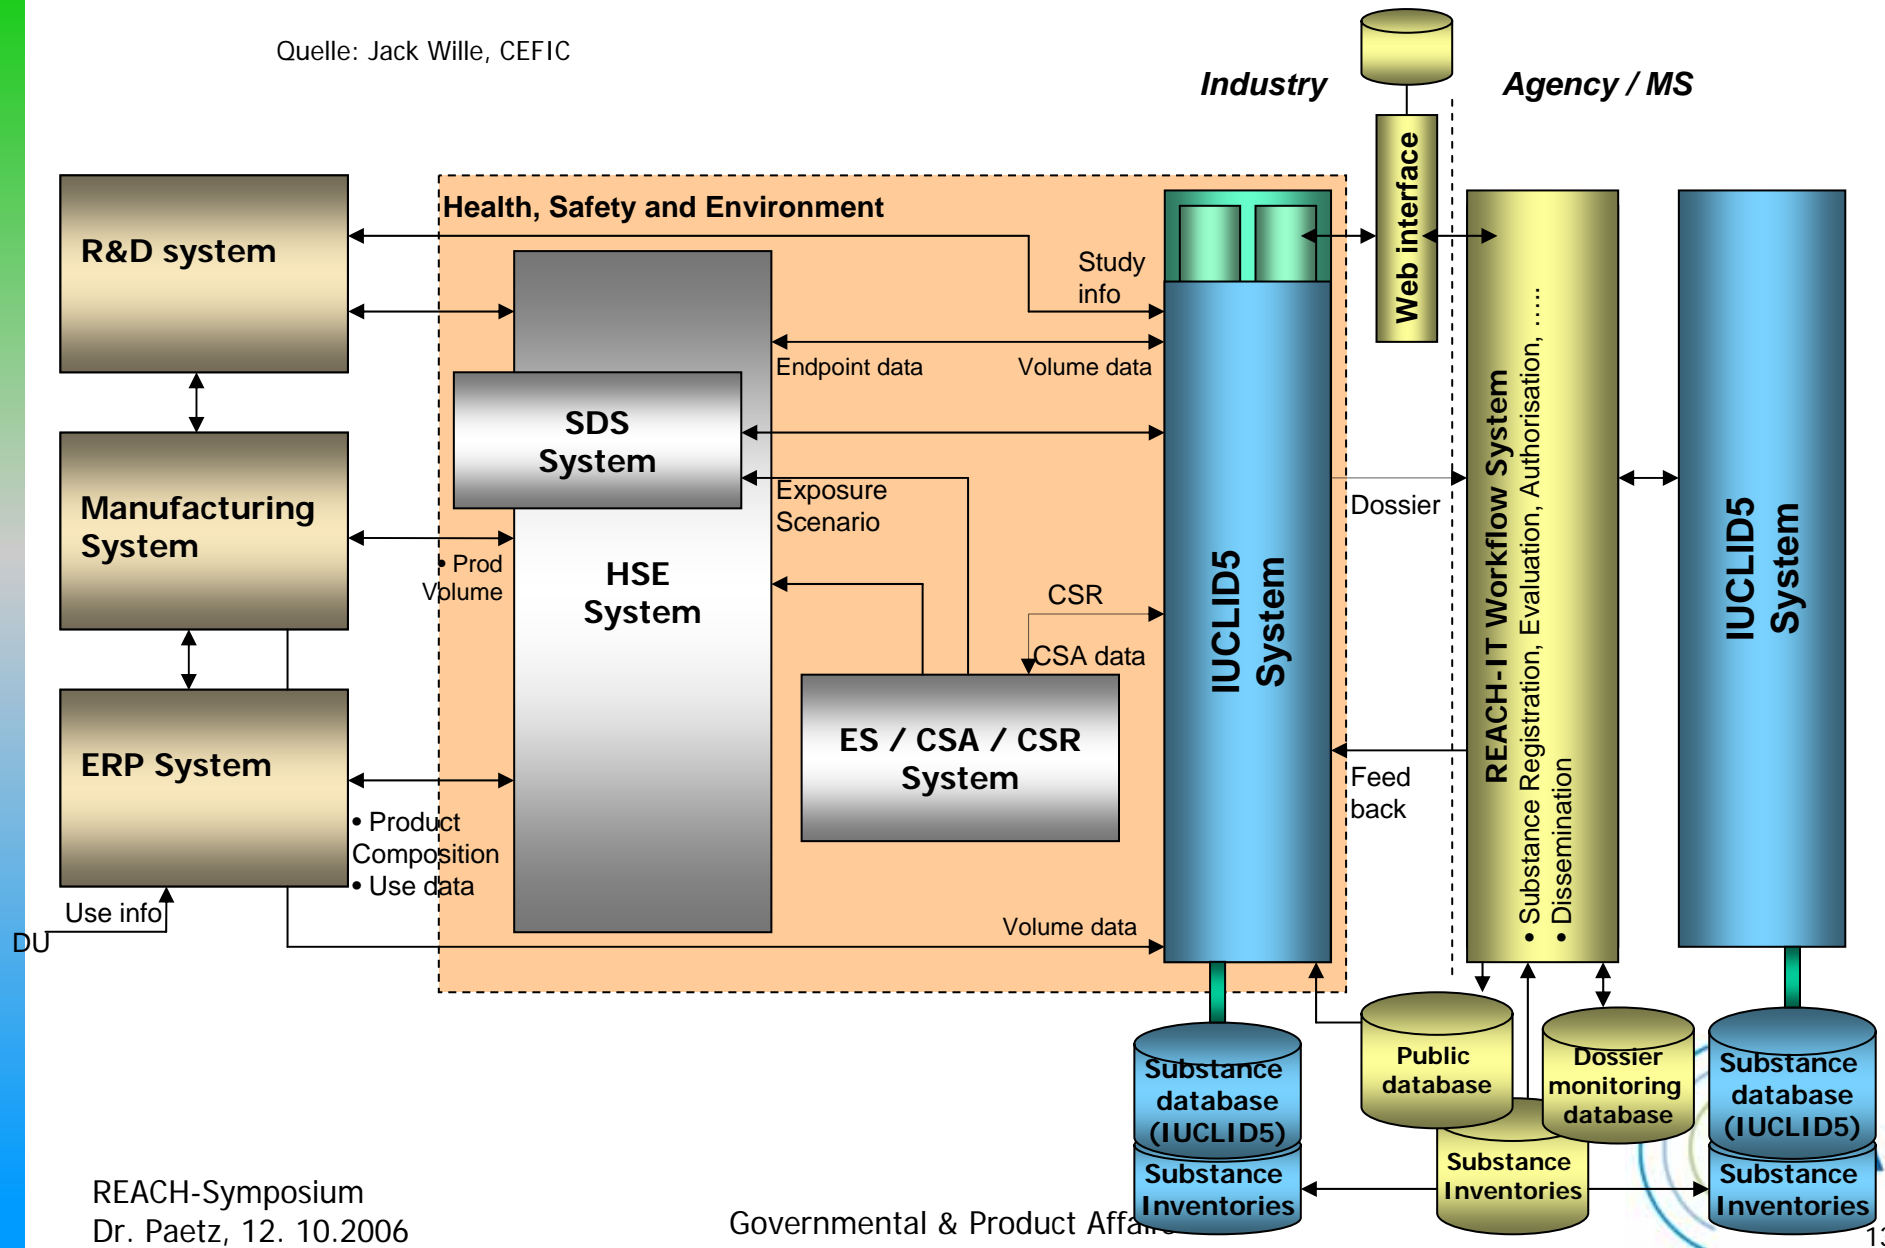 Quelle: Jack Wille, CEFIC
Industry
Agency / MS
Web interface
Health, Safety and Environment
R&D system
Study
info
Endpoint data
Volume data
SDS
System
Manufacturing
System
Exposure
Scenario
• Prod
Volume
HSE
System
CSR
CSA data
ES / CSA / CSR
System
ERP System
• Product
Composition
• Use data
Use info
DU
Volume data
IUCLID5
System
Dossier
Feed
back
REACH-IT Workflow System
• Substance Registration, Evaluation, Authorisation, …..
• Dissemination
IUCLID5
System
Substance
database
(IUCLID5)
Substance
Inventories
Public
database
Substance
Inventories
Dossier
monitoring
database
Substance
database
(IUCLID5)
Substance
Inventories
REACH-Symposium
Dr. Paetz, 12. 10.2006
Governmental & Product